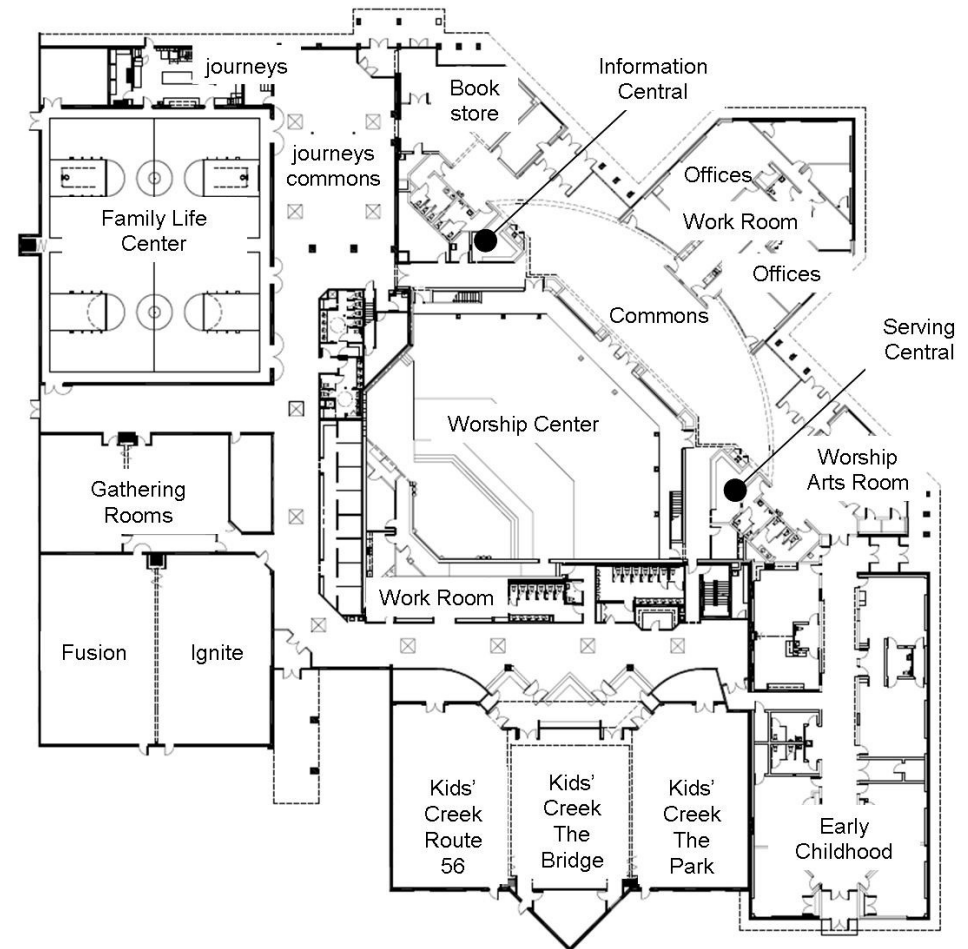 journeys
Book
store
Information
Central
journeys
commons
Offices
Work Room
Offices
Family Life
Center
Commons
Serving
Central
Worship Center
Worship
Arts Room
Gathering
Rooms
Work Room
Fusion
Ignite
Kids'
Creek
Route
56
Kids'
Creek
The
Bridge
Kids'
Creek
The
Park
Early
Childhood